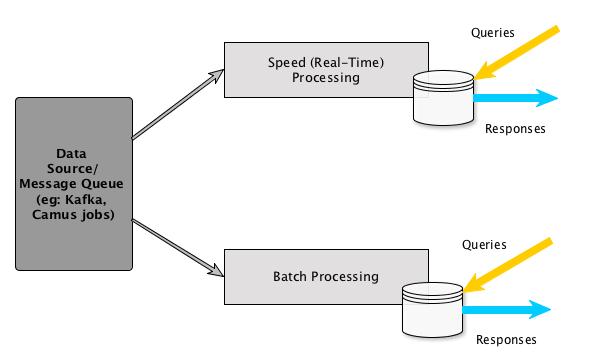 Queries
Speed (Real-Time)
Processing
Responses
Data
Source/
Message Queue
(eg: Kafka,
Camus jobs)
Queries
Batch Processing
Responses